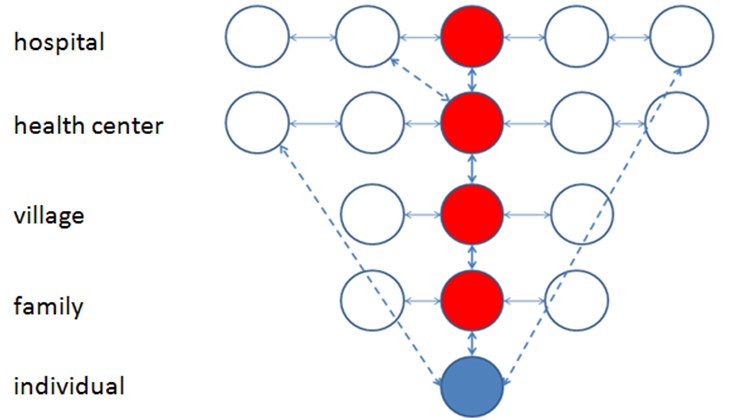 hospital
health center
village
family
individual